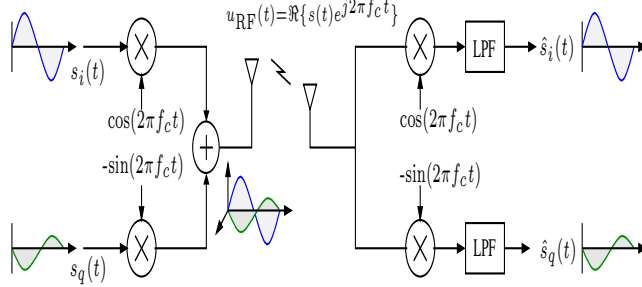 u_RF(t)=ℜ{s(t)e^{j2πf_c t}}
s_i(t)
cos(2πf_c t)
-sin(2πf_c t)
s_q(t)
cos(2πf_c t)
-sin(2πf_c t)
LPF
ŝ_i(t)
LPF
ŝ_q(t)